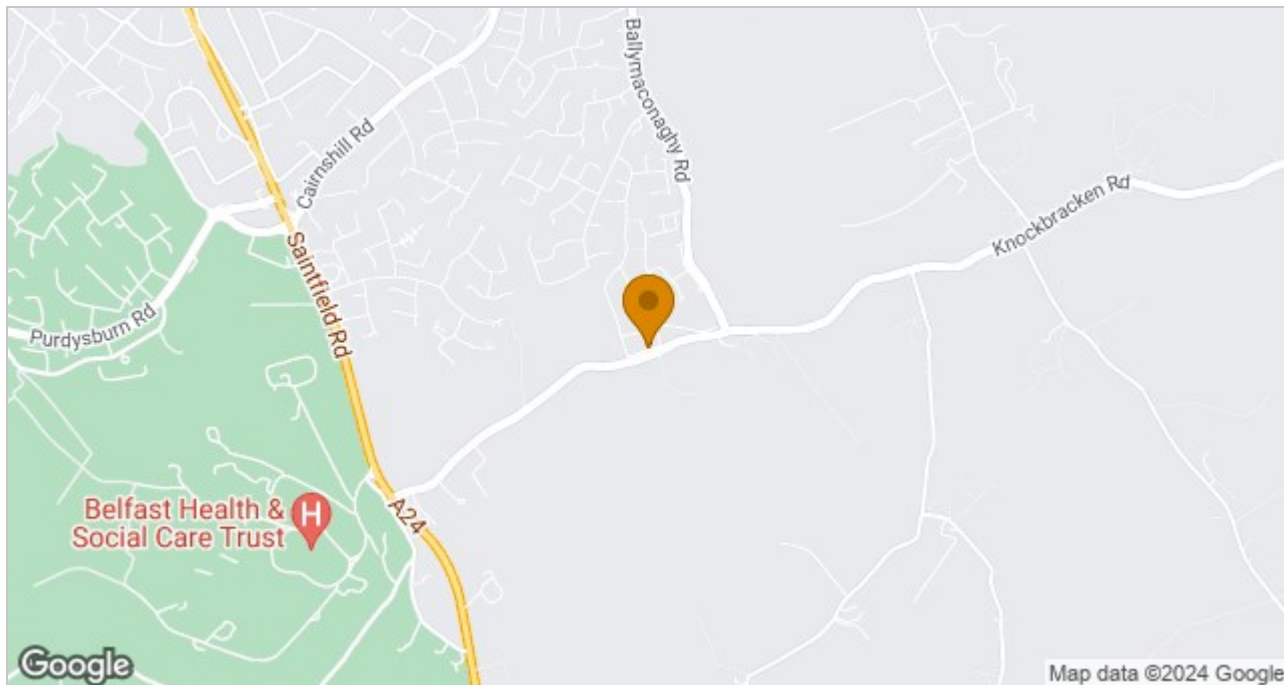 Ballymaconaghy Rd
Cairnshill Rd
Knockbracken Rd
Saintfield Rd
Purdysburn Rd
Belfast Health &
Social Care Trust
H
A24
Google
Map data ©2024 Google